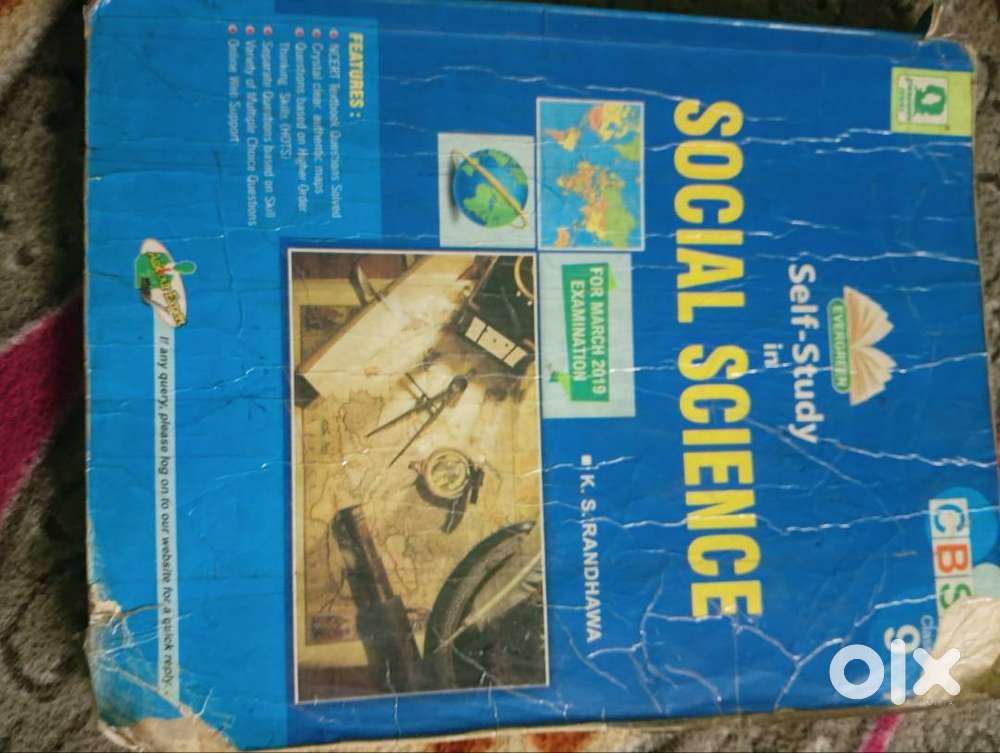 CBS
9
EVERGREEN
Self-Study
in
SOCIAL SCIENCE
■ K. S. RANDHAWA
FOR MARCH 2019
EXAMINATION
FEATURES :
● NCERT Textbook Questions Solved
● Crystal clear, authentic maps
● Questions based on Higher Order
Thinking Skills (HOTS)
● Separate Questions based on Skill
● Variety of Multiple Choice Questions
● Online Web Support
If any query, please log on to our website for a quick reply.
olx